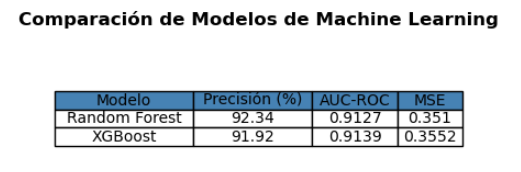 Comparación de Modelos de Machine Learning
Modelo Precisión (%) AUC-ROC MSE
Random Forest 92.34 0.9127 0.351
XGBoost 91.92 0.9139 0.3552